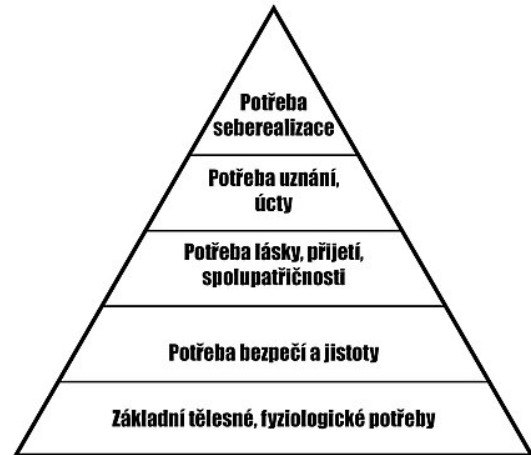 Potřeba
seberealizace
Potřeba uznání,
úcty
Potřeba lásky, přijetí,
spolupatřičnosti
Potřeba bezpečí a jistoty
Základní tělesné, fyziologické potřeby